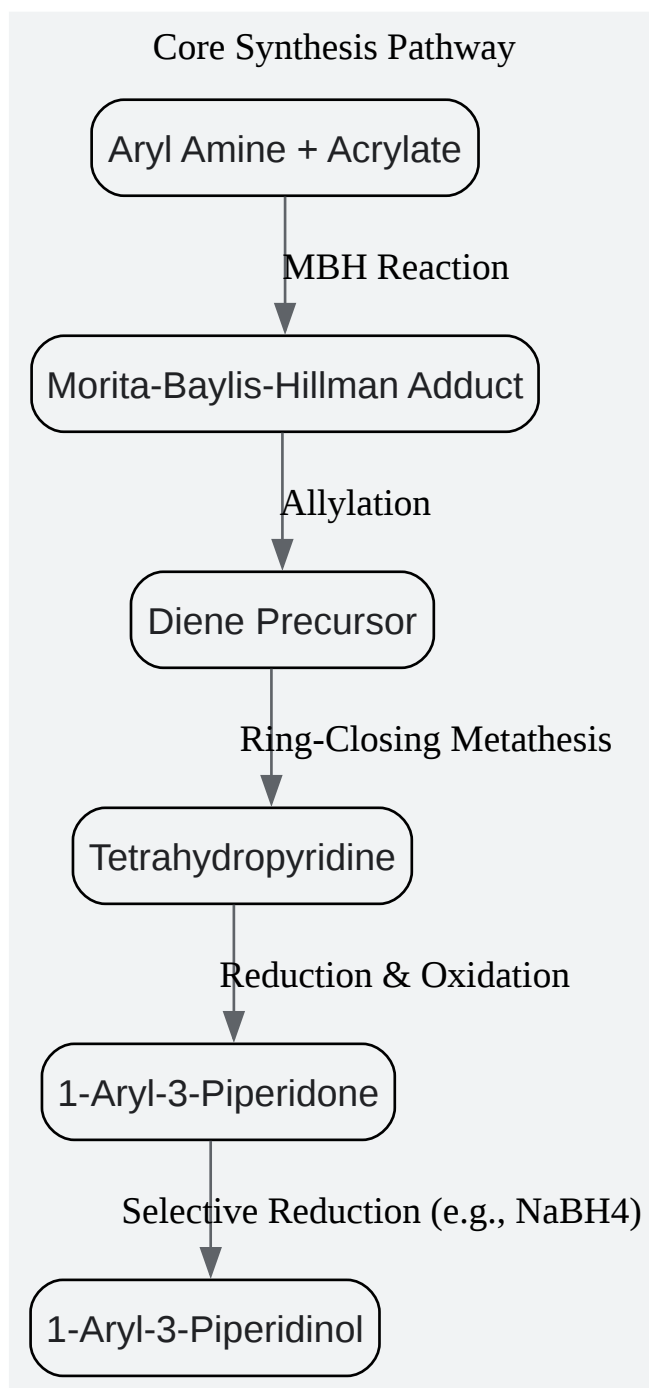 Core Synthesis Pathway
Aryl Amine + Acrylate
MBH Reaction
Morita-Baylis-Hillman Adduct
Allylation
Diene Precursor
Ring-Closing Metathesis
Tetrahydropyridine
Reduction & Oxidation
1-Aryl-3-Piperidone
Selective Reduction (e.g., NaBH4)
1-Aryl-3-Piperidinol